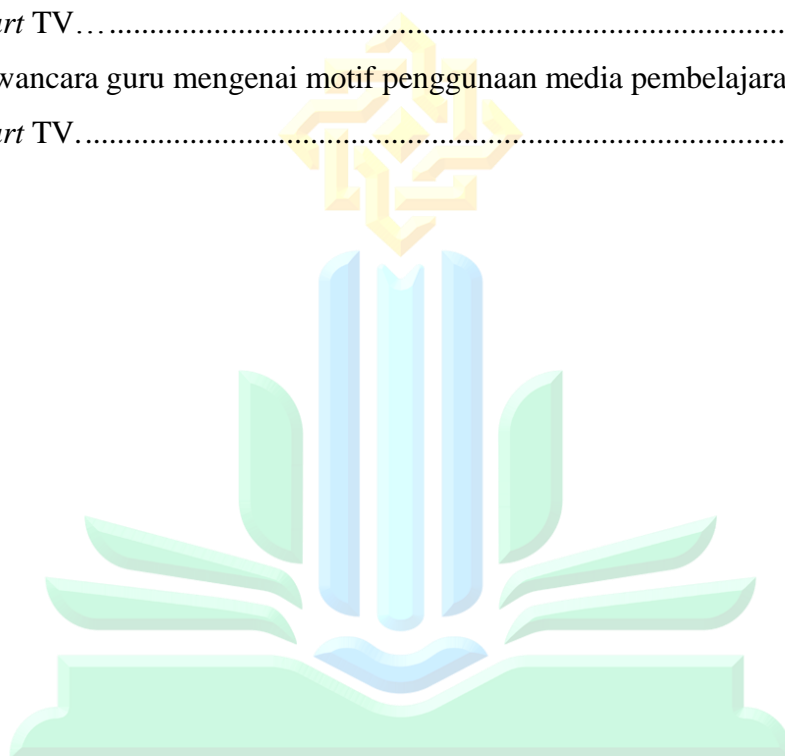 art TV…..........................................................................................................
wancara guru mengenai motif penggunaan media pembelajara
art TV...........................................................................................................